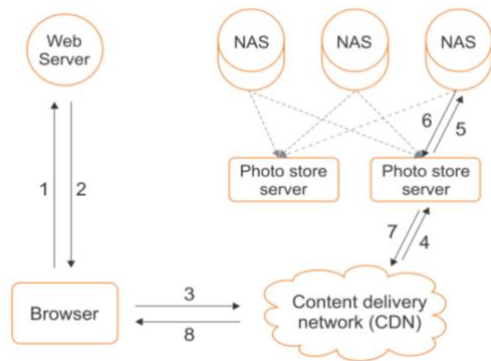 Web
Server
NAS
NAS
NAS
6
5
Photo store
server
Photo store
server
1
2
7
4
3
8
Browser
Content delivery
network (CDN)